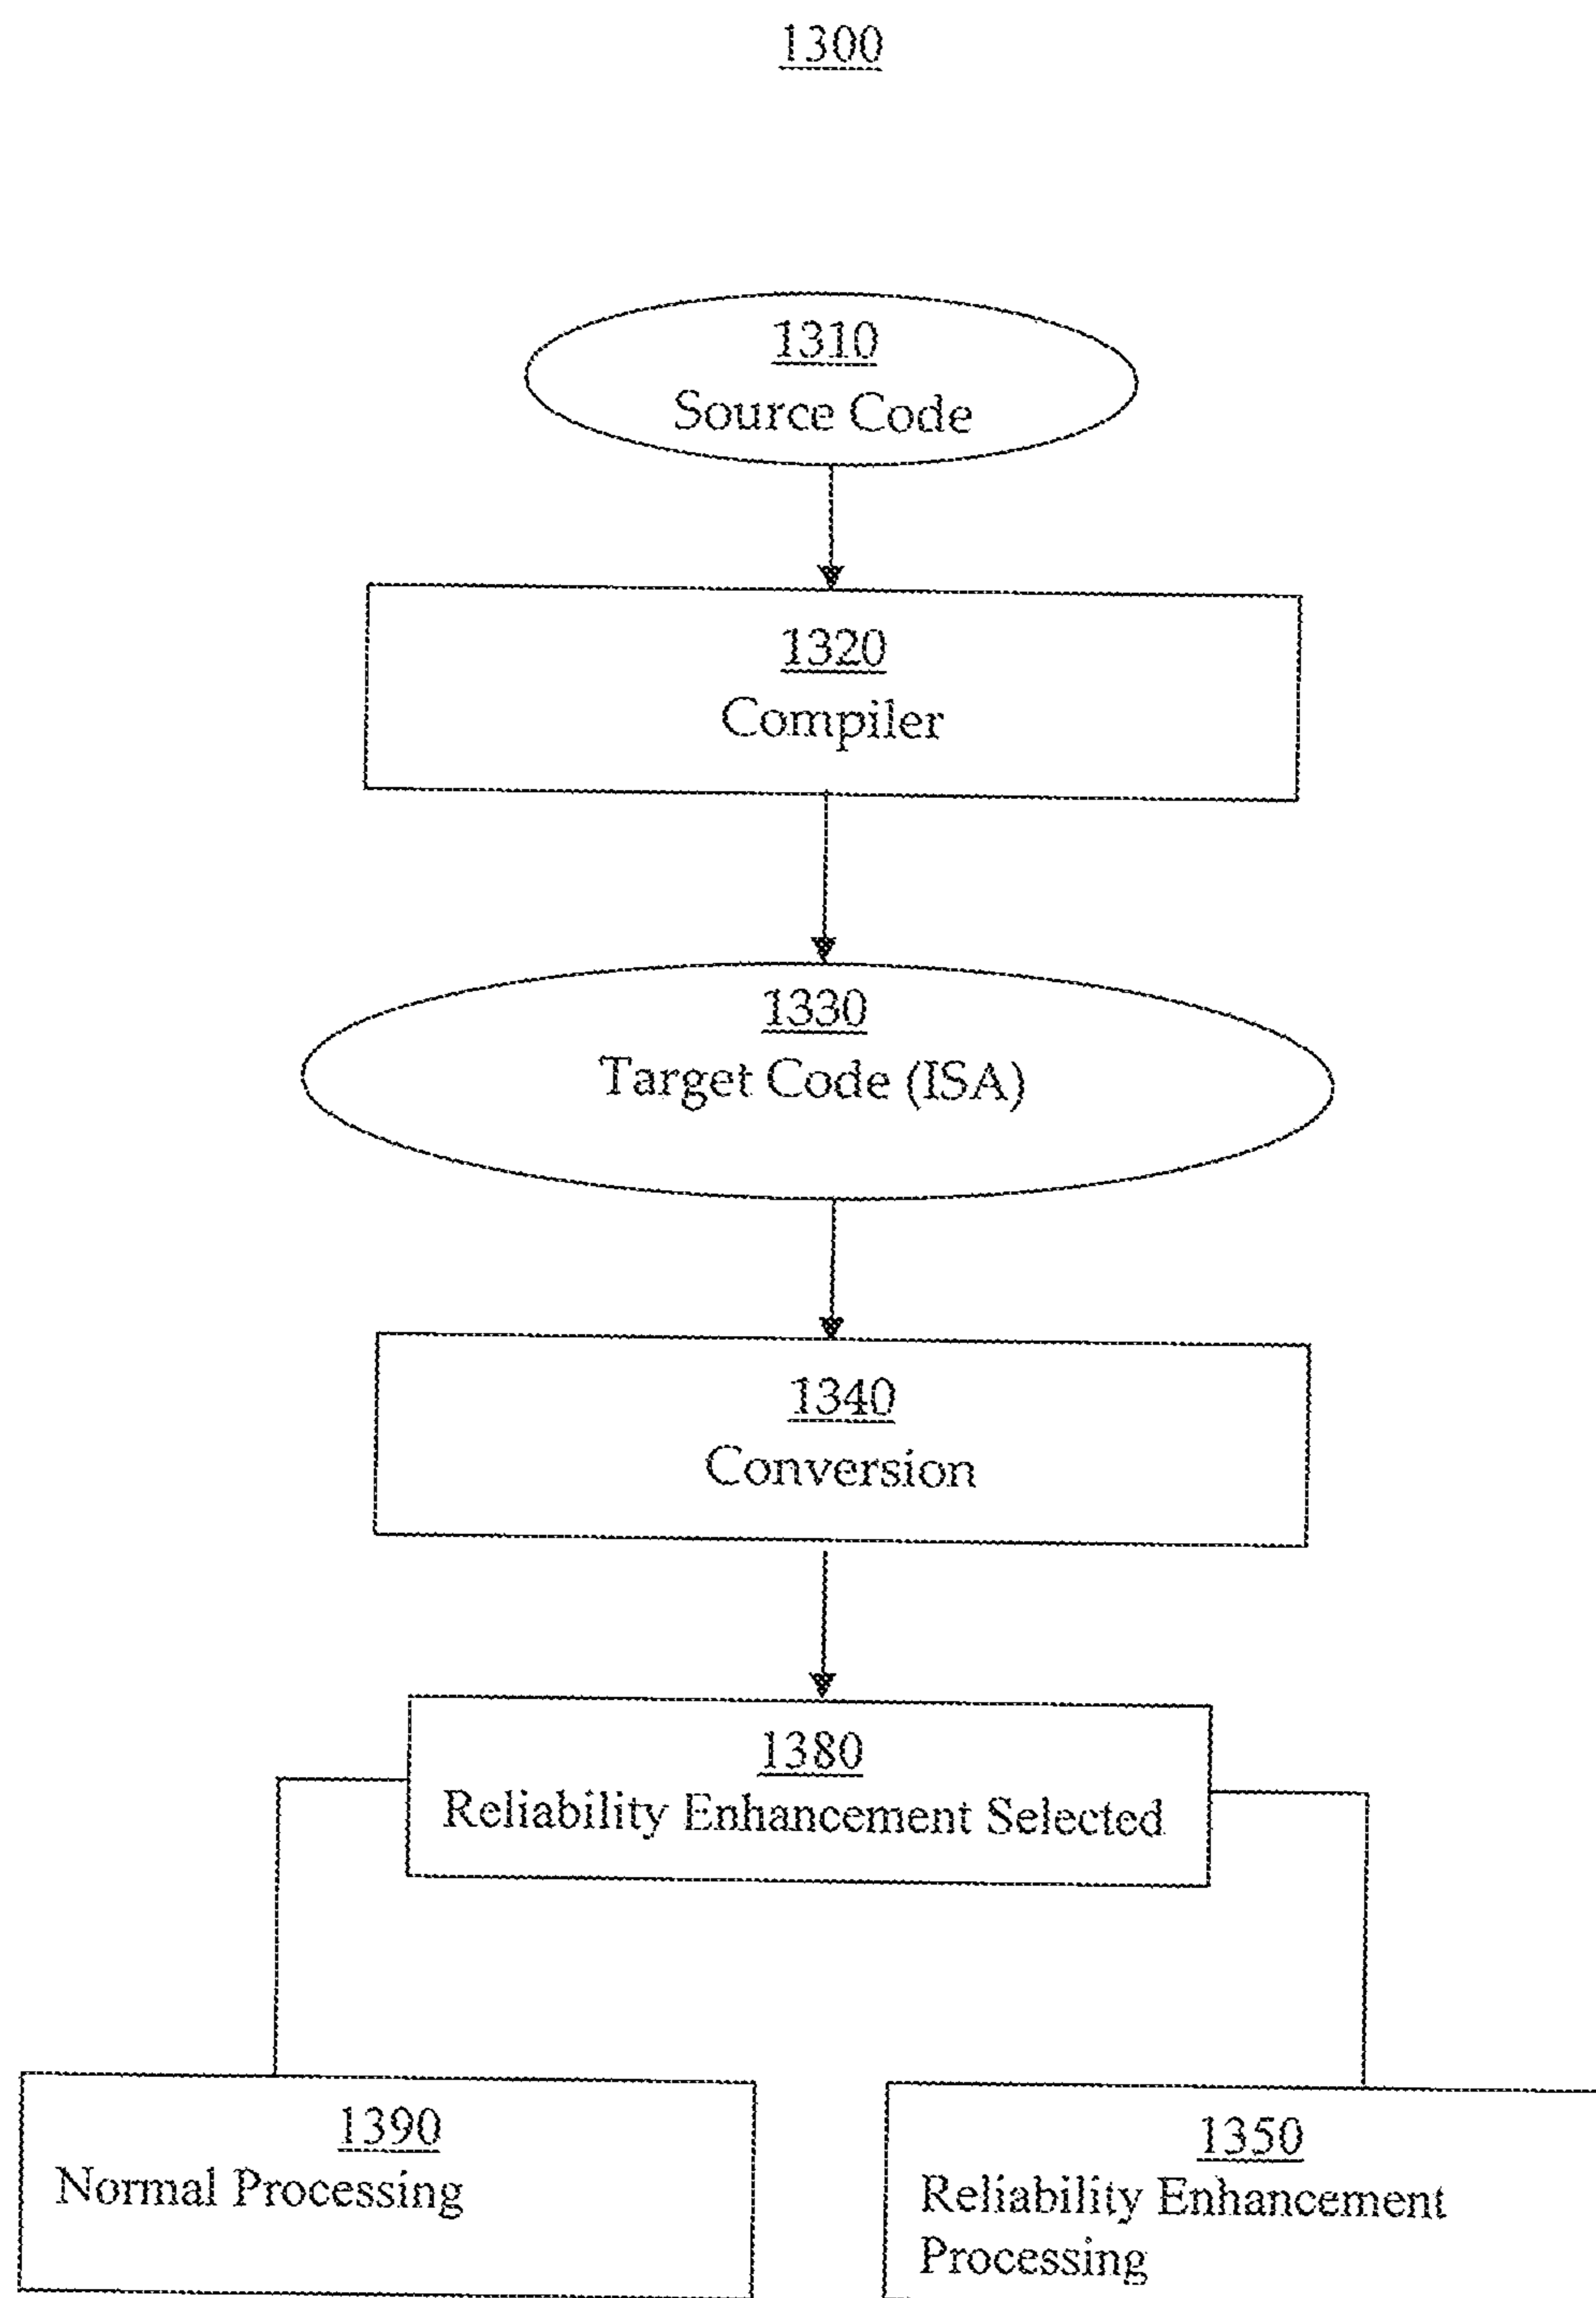 1300
1310
Source Code
1320
Compiler
1330
Target Code (ISA)
1340
Conversion
1380
Reliability Enhancement Selected
1390
Normal Processing
1350
Reliability Enhancement
Processing